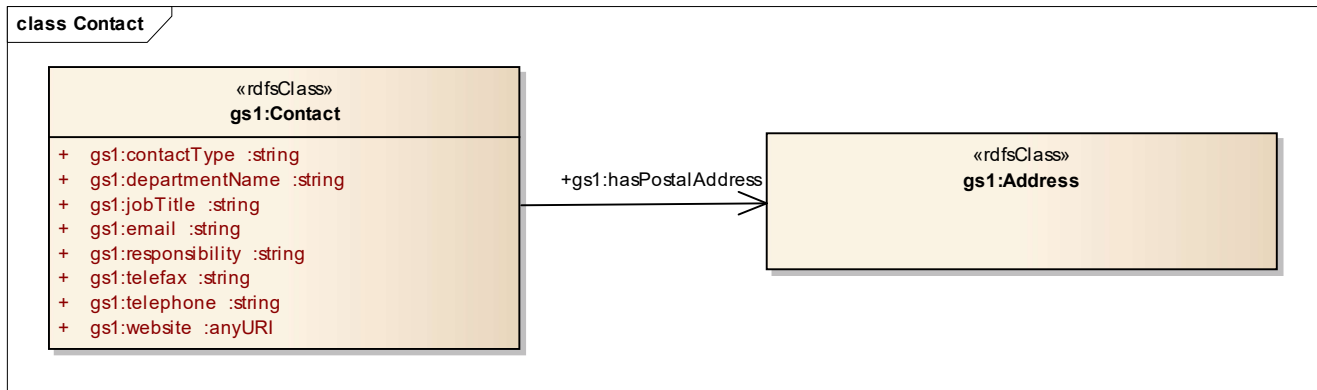 class Contact
«rdfsClass»
gs1:Contact
+ gs1:contactType :string
+ gs1:departmentName :string
+ gs1:jobTitle :string
+ gs1:email :string
+ gs1:responsibility :string
+ gs1:telefax :string
+ gs1:telephone :string
+ gs1:website :anyURI
+gs1:hasPostalAddress
«rdfsClass»
gs1:Address